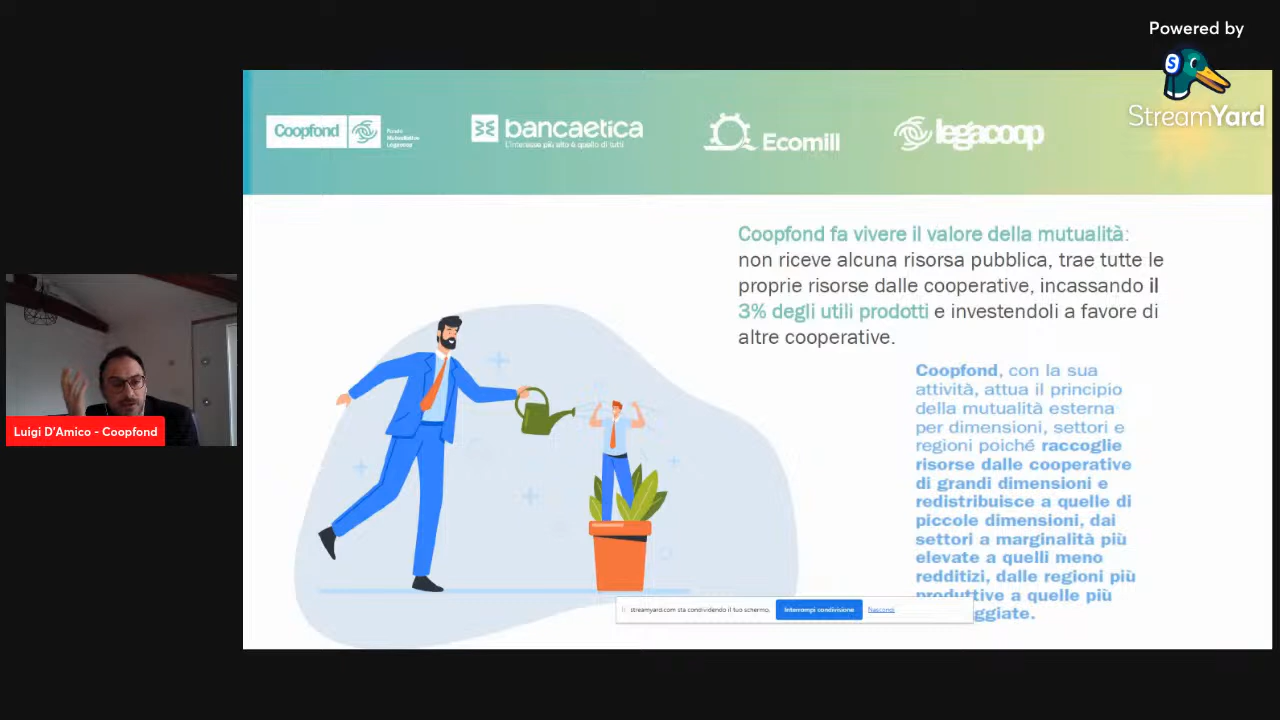 Powered by
StreamYard
Coopfond
bancaetica
L'interesse più alto è quello di tutti
Ecomill
legacoop
Coopfond fa vivere il valore della mutualità:
non riceve alcuna risorsa pubblica, trae tutte le
proprie risorse dalle cooperative, incassando il
3% degli utili prodotti e investendoli a favore di
altre cooperative.
Coopfond, con la sua
attività, attua il principio
della mutualità esterna
per dimensioni, settori e
regioni poiché raccoglie
risorse dalle cooperative
di grandi dimensioni e
redistribuisce a quelle di
piccole dimensioni, dai
settori a marginalità più
elevate a quelli meno
redditizi, dalle regioni più
produttive a quelle più
ggiate.
streamyard.com sta condividendo il tuo schermo.
Interrompi condivisione
Nascondi
Luigi D'Amico - Coopfond